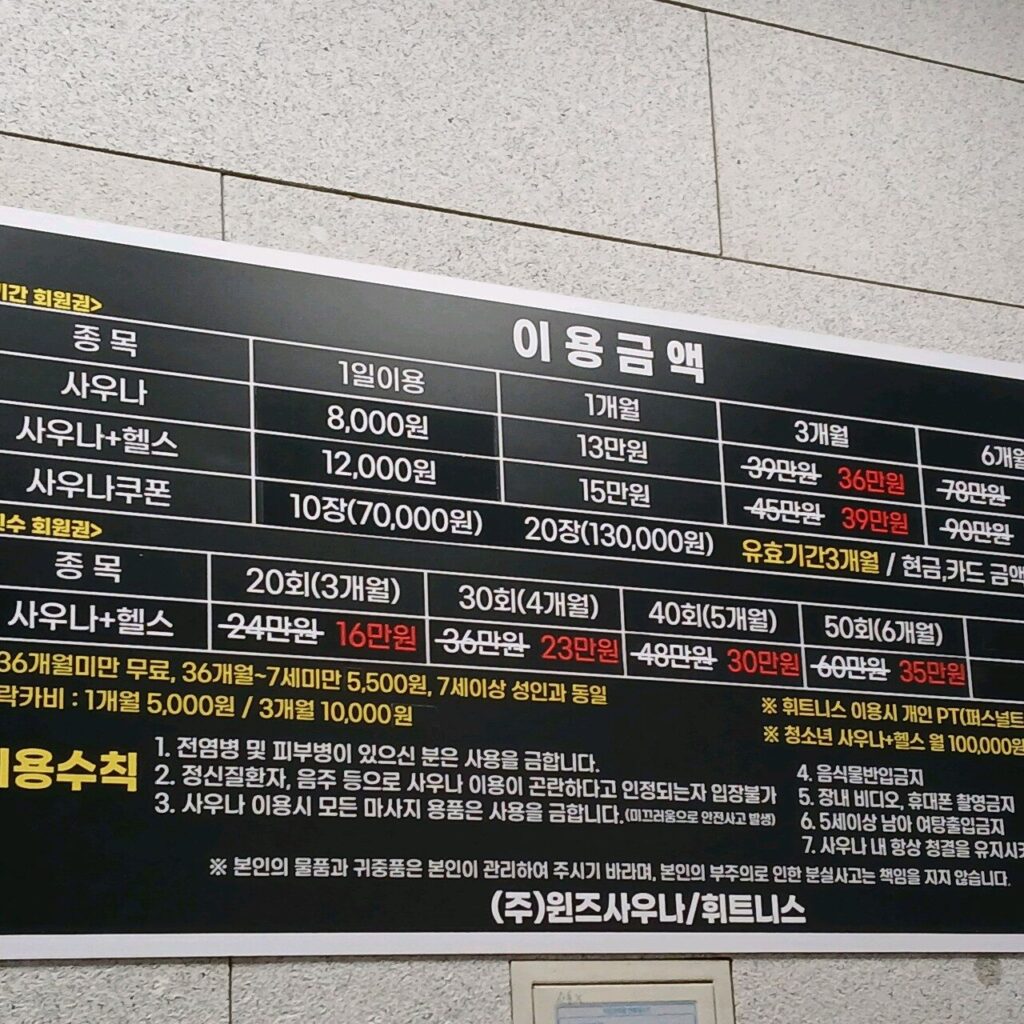 이용금액
기간 회원권>
종목 1일이용 1개월 3개월 6개월
사우나 8,000원 13만원 39만원 36만원 78만원
사우나+헬스 12,000원 15만원 45만원 39만원 90만원
사우나쿠폰 10장(70,000원) 20장(130,000원) 유효기간3개월 / 현금,카드 금액
횟수 회원권>
종목 20회(3개월) 30회(4개월) 40회(5개월) 50회(6개월)
사우나+헬스 24만원 16만원 36만원 23만원 48만원 30만원 60만원 35만원
36개월미만 무료, 36개월~7세미만 5,500원, 7세이상 성인과 동일
락카비 : 1개월 5,000원 / 3개월 10,000원
※ 휘트니스 이용시 개인 PT(퍼스널트
※ 청소년 사우나+헬스 월 100,000원
이용수칙
1. 전염병 및 피부병이 있으신 분은 사용을 금합니다.
2. 정신질환자, 음주 등으로 사우나 이용이 곤란하다고 인정되는자 입장불가
3. 사우나 이용시 모든 마사지 용품은 사용을 금합니다.(미끄러움으로 안전사고 발생)
4. 음식물반입금지
5. 장내 비디오, 휴대폰 촬영금지
6. 5세이상 남아 여탕출입금지
7. 사우나 내 항상 청결을 유지시키
※ 본인의 물품과 귀중품은 본인이 관리하여 주시기 바라며, 본인의 부주의로 인한 분실사고는 책임을 지지 않습니다.
(주)윈즈사우나/휘트니스